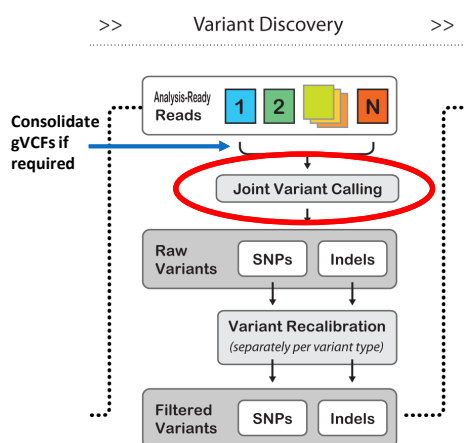 >> Variant Discovery >>
Analysis-Ready
Reads
1 2 N
Consolidate
gVCFs if
required
Joint Variant Calling
Raw
Variants
SNPs Indels
Variant Recalibration
(separately per variant type)
Filtered
Variants
SNPs Indels